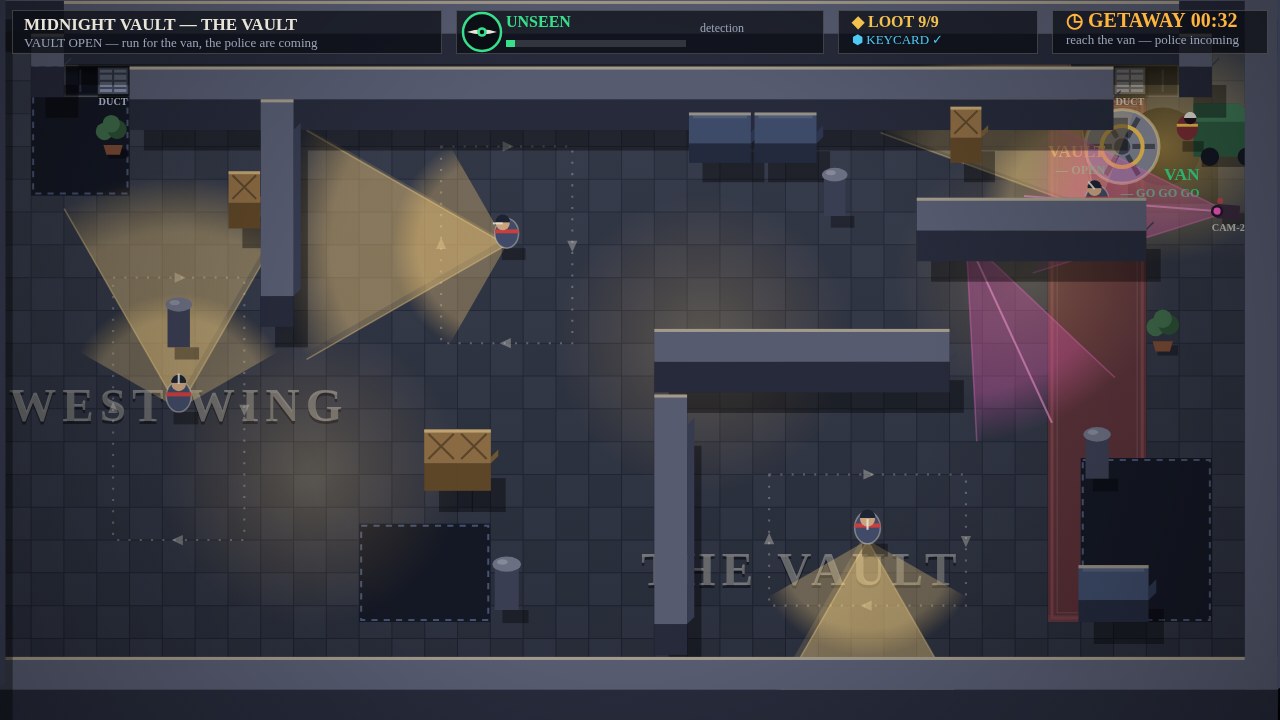 MIDNIGHT VAULT — THE VAULT
VAULT OPEN — run for the van, the police are coming
UNSEEN
detection
◆ LOOT 9/9
⬢ KEYCARD ✓
◷ GETAWAY 00:32
reach the van — police incoming
DUCT
DUCT
VAULT
— OPEN
VAN
— GO GO GO
CAM-2
WEST WING
THE VAULT